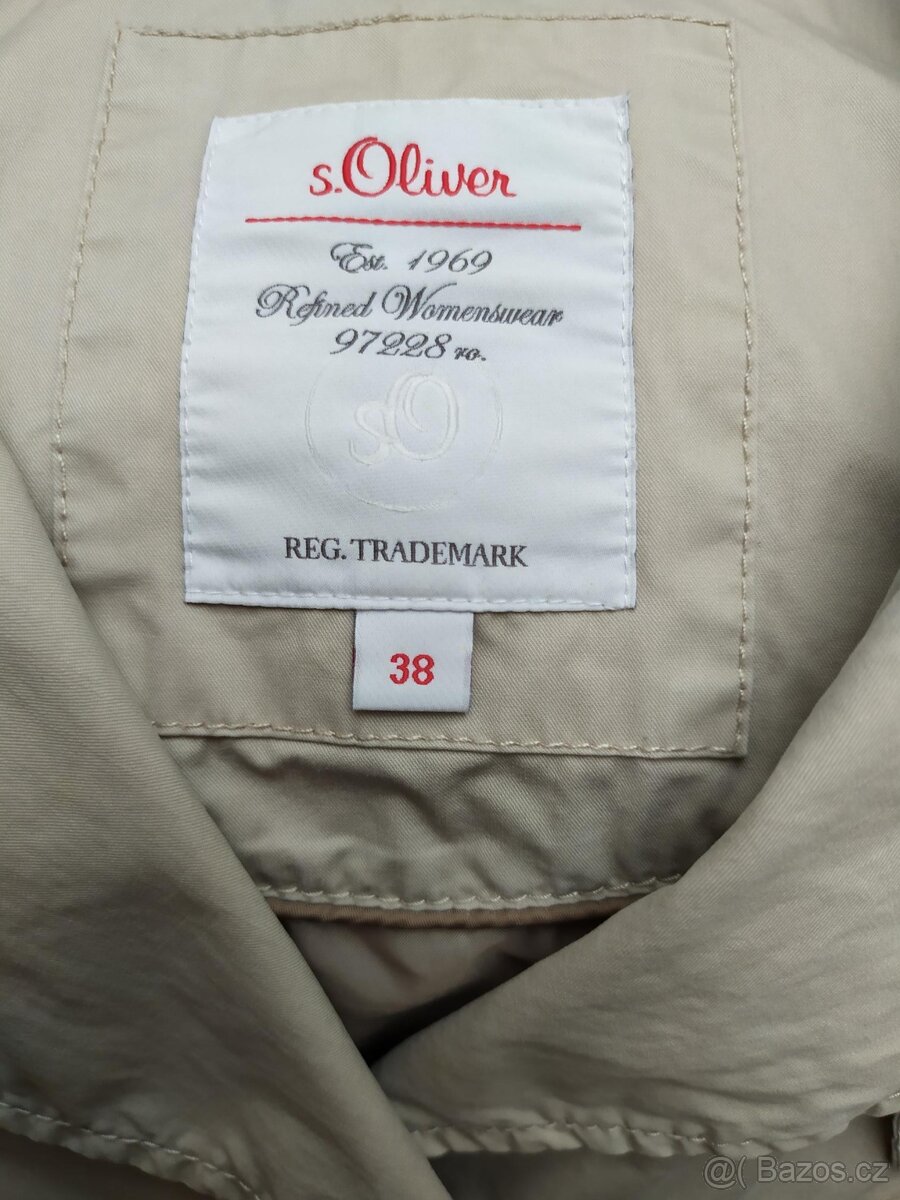 s.Oliver
Est. 1969
Refined Womenswear
97228 ro.
sO
REG. TRADEMARK
38
@( Bazos.cz